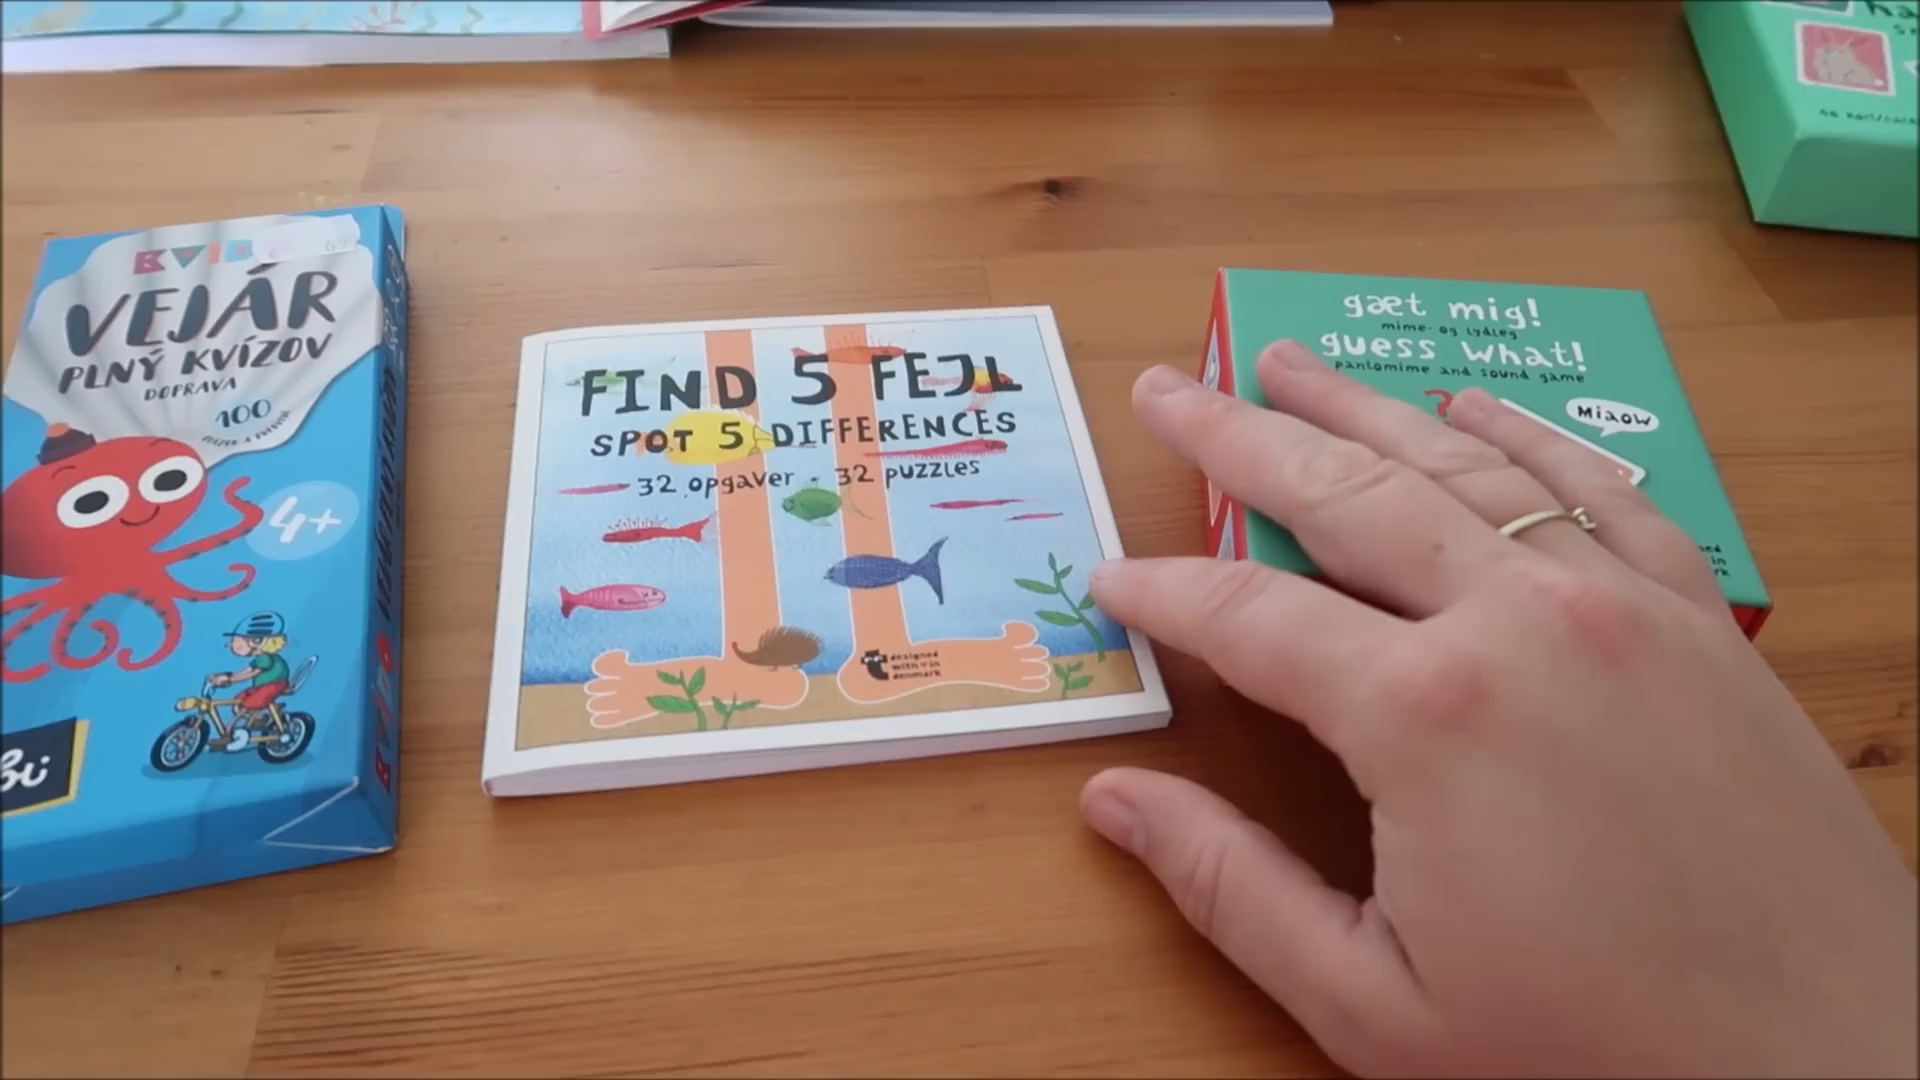 VEJÁR
PLNÝ KVÍZOV
DOPRAVA
100
4+
FIND 5 FEJL
SPOT 5 DIFFERENCES
32 opgaver - 32 puzzles
designed
with ♥ in
denmark
gæt mig!
mime- og lydleg
guess what!
pantomime and sound game
?
Miaow